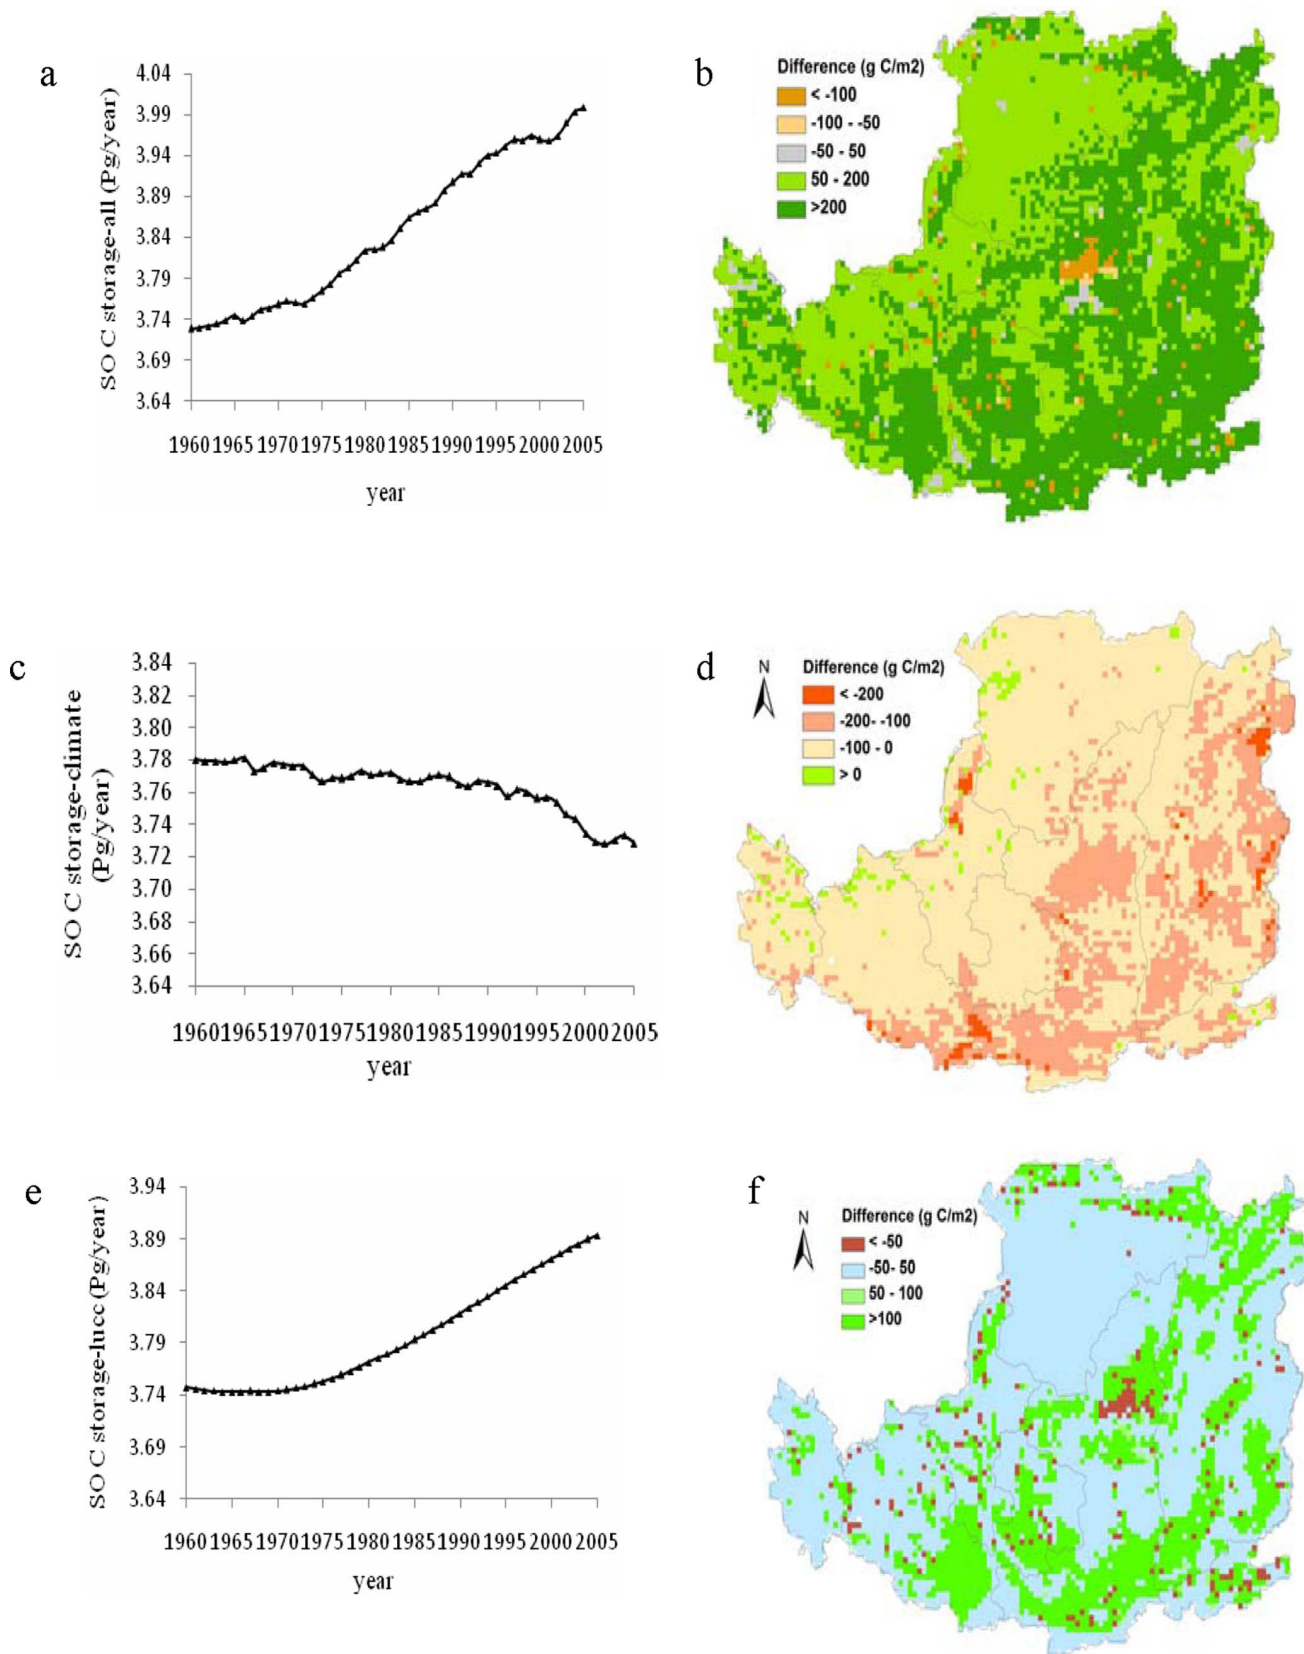 a
SOC storage-all (Pg/year)
4.04
3.99
3.94
3.89
3.84
3.79
3.74
3.69
3.64
1960 1965 1970 1975 1980 1985 1990 1995 2000 2005
year
b
Difference (g C/m2)
< -100
-100 - -50
-50 - 50
50 - 200
>200
c
SOC storage-climate
(Pg/year)
3.84
3.82
3.80
3.78
3.76
3.74
3.72
3.70
3.68
3.66
3.64
1960 1965 1970 1975 1980 1985 1990 1995 2000 2005
year
d
N
Difference (g C/m2)
< -200
-200- -100
-100 - 0
> 0
e
SOC storage-lucc (Pg/year)
3.94
3.89
3.84
3.79
3.74
3.69
3.64
1960 1965 1970 1975 1980 1985 1990 1995 2000 2005
year
f
N
Difference (g C/m2)
< -50
-50- 50
50 - 100
>100